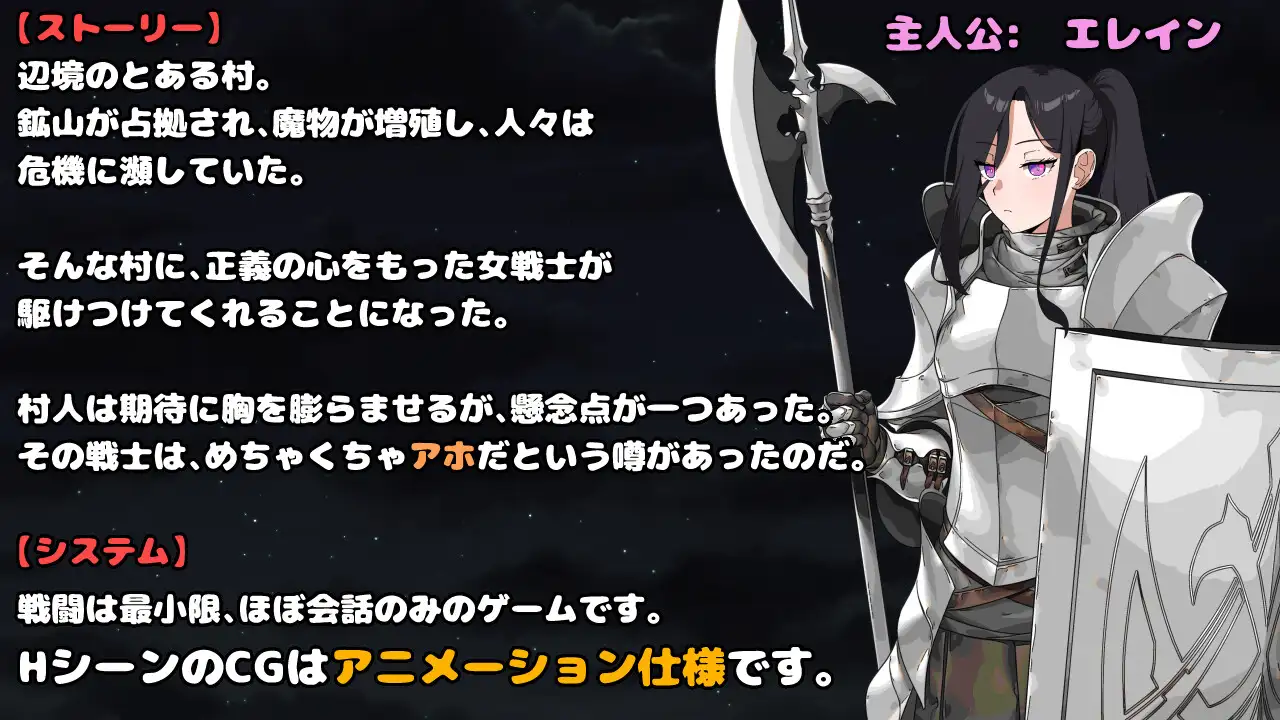 【ストーリー】
辺境のとある村。
鉱山が占拠され、魔物が増殖し、人々は
危機に瀕していた。
そんな村に、正義の心をもった女戦士が
駆けつけてくれることになった。
村人は期待に胸を膨らませるが、懸念点が一つあった。
その戦士は、めちゃくちゃアホだという噂があったのだ。
【システム】
戦闘は最小限、ほぼ会話のみのゲームです。
HシーンのCGはアニメーション仕様です。
主人公:　エレイン